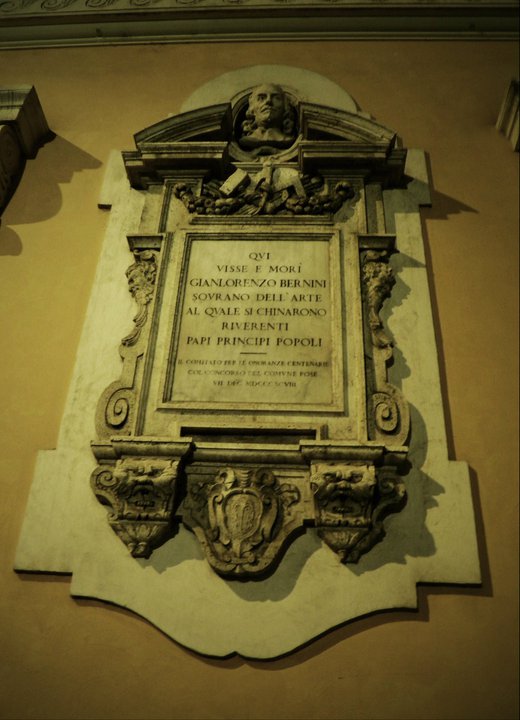 QVI
VISSE E MORÌ
GIANLORENZO BERNINI
SOVRANO DELL'ARTE
AL QVALE SI CHINARONO
RIVERENTI
PAPI PRINCIPI POPOLI
IL COMITATO PER LE ONORANZE CENTENARIE
COL CONCORSO DEL COMVNE POSE
VII DIC. MDCCCXCVIII